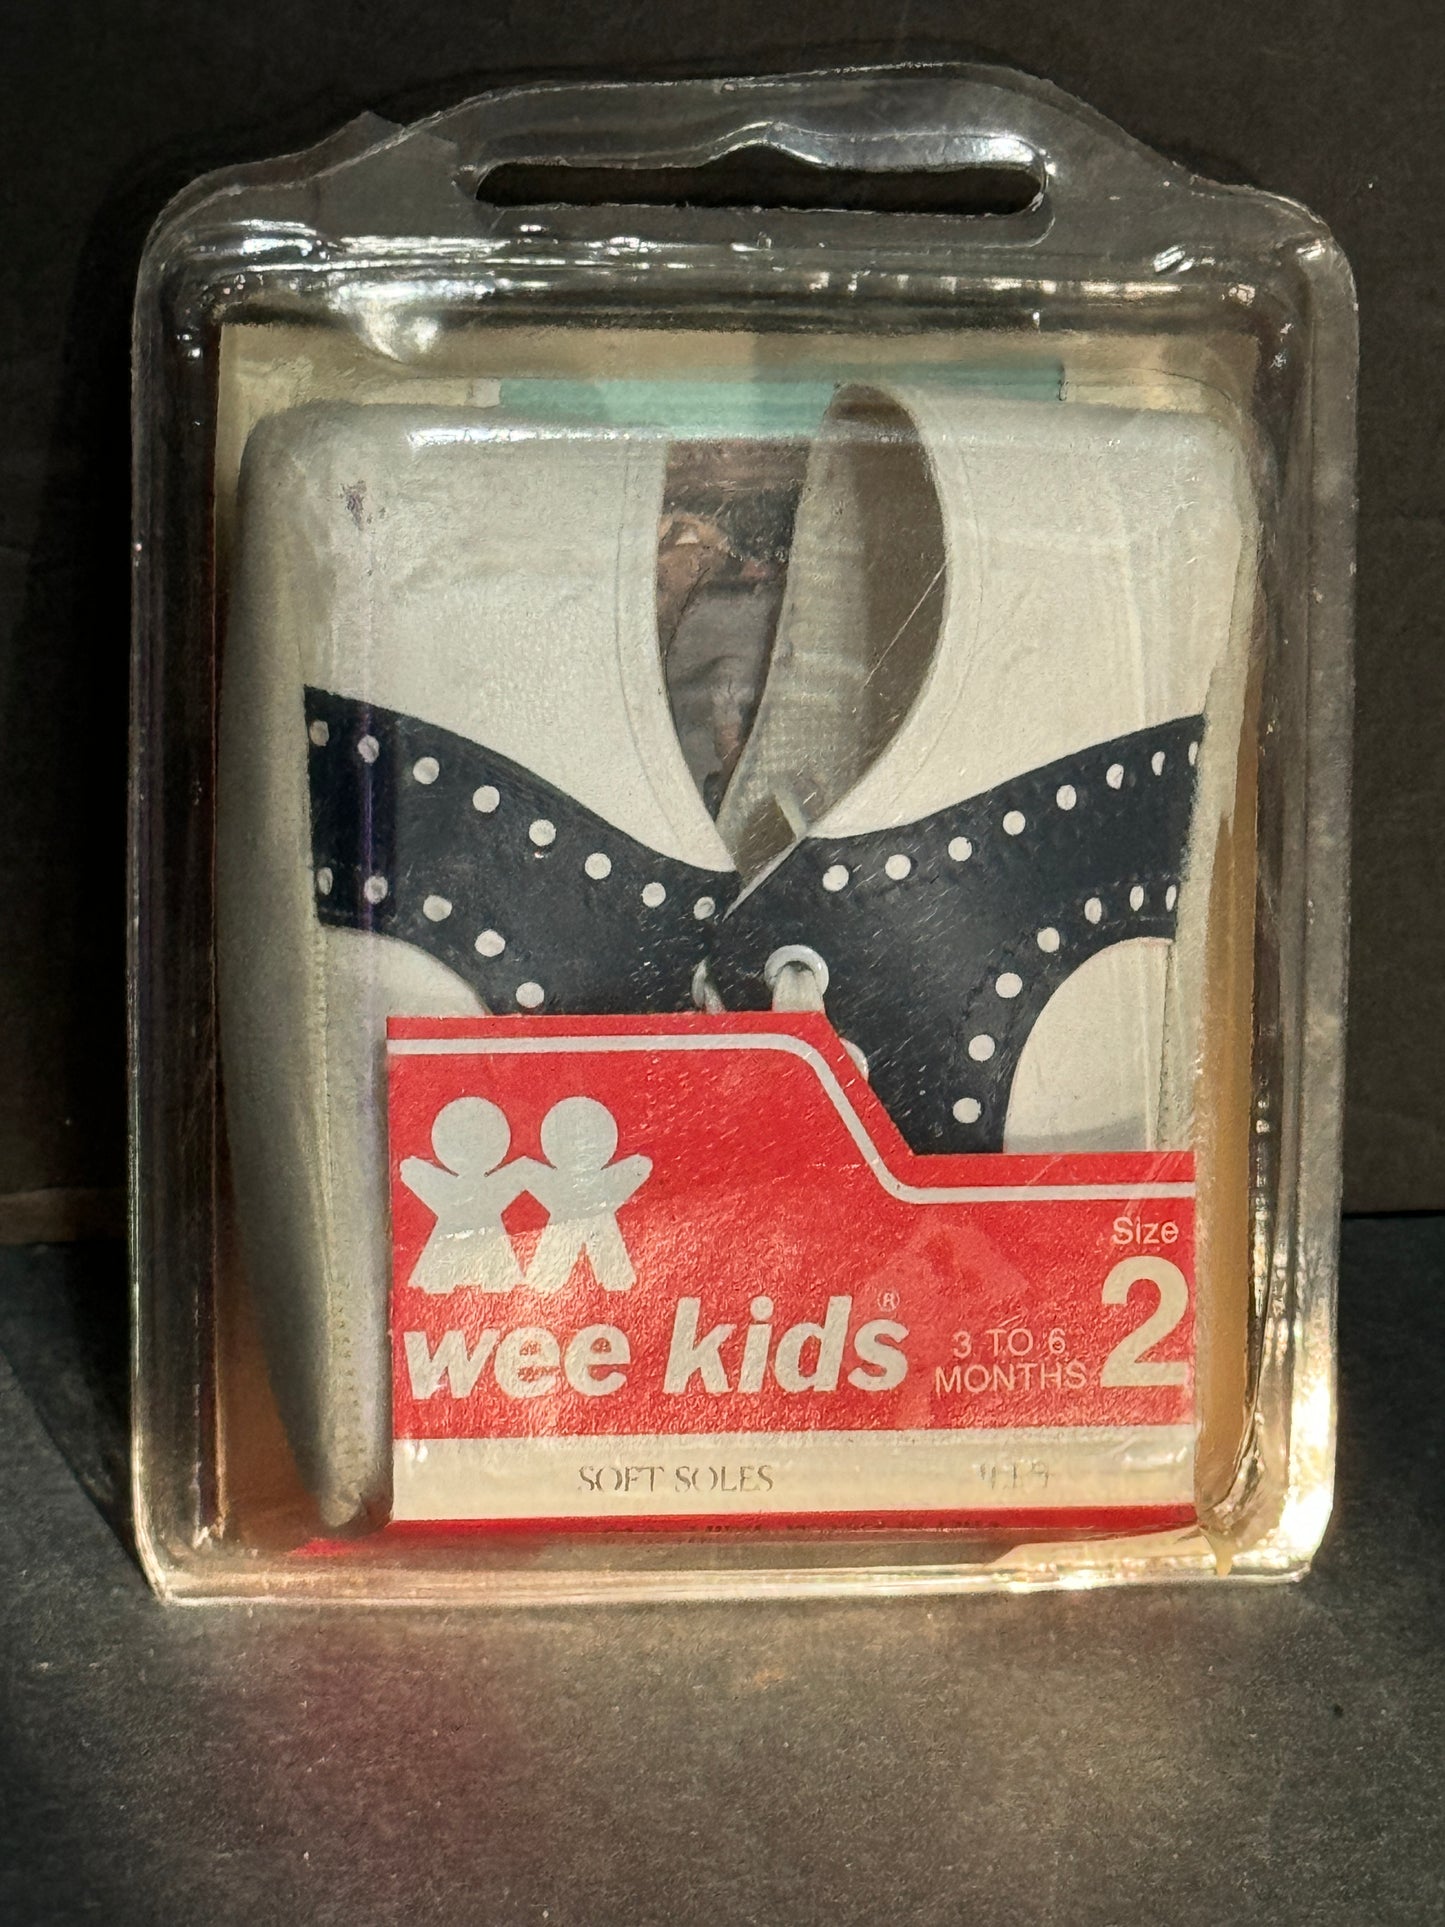 Size
2
wee kids®
3 TO 6
MONTHS
SOFT SOLES